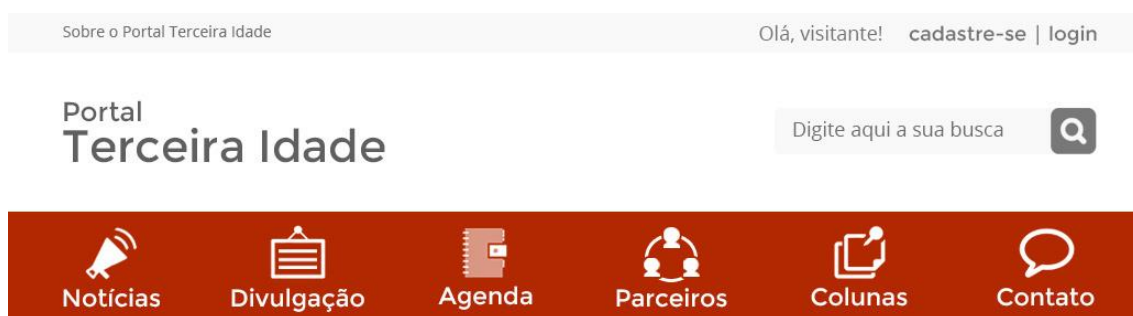 Sobre o Portal Terceira Idade
Olá, visitante! cadastre-se | login
Portal
Terceira Idade
Digite aqui a sua busca
Notícias Divulgação Agenda Parceiros Colunas Contato